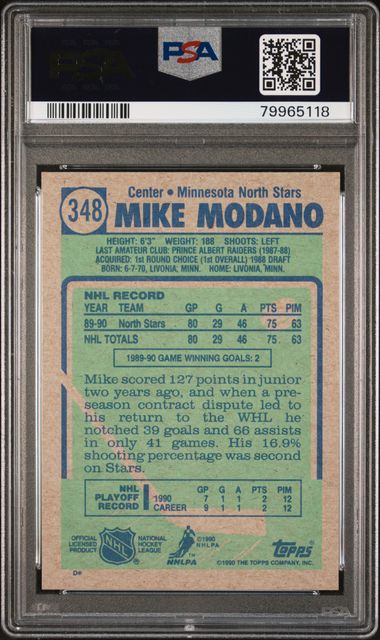 PSA
PSA
79965118
348
Center • Minnesota North Stars
MIKE MODANO
HEIGHT: 6'3" WEIGHT: 188 SHOOTS: LEFT
LAST AMATEUR CLUB: PRINCE ALBERT RAIDERS (1987-88)
ACQUIRED: 1st ROUND CHOICE (1st OVERALL) 1988 DRAFT
BORN: 6-7-70, LIVONIA, MINN. HOME: LIVONIA, MINN.
NHL RECORD
YEAR TEAM GP G A PTS PIM
89-90 North Stars 80 29 46 75 63
NHL TOTALS 80 29 46 75 63
1989-90 GAME WINNING GOALS: 2
Mike scored 127 points in junior
two years ago, and when a pre-
season contract dispute led to
his return to the WHL he
notched 39 goals and 66 assists
in only 41 games. His 16.9%
shooting percentage was second
on Stars.
NHL PLAYOFF RECORD
GP G A PTS PIM
1990 7 1 1 2 12
CAREER 9 1 1 2 12
OFFICIAL LICENSED PRODUCT
NHL
NATIONAL HOCKEY LEAGUE
©1990 NHLPA
NHLPA
Topps
©1990 THE TOPPS COMPANY, INC.
D*